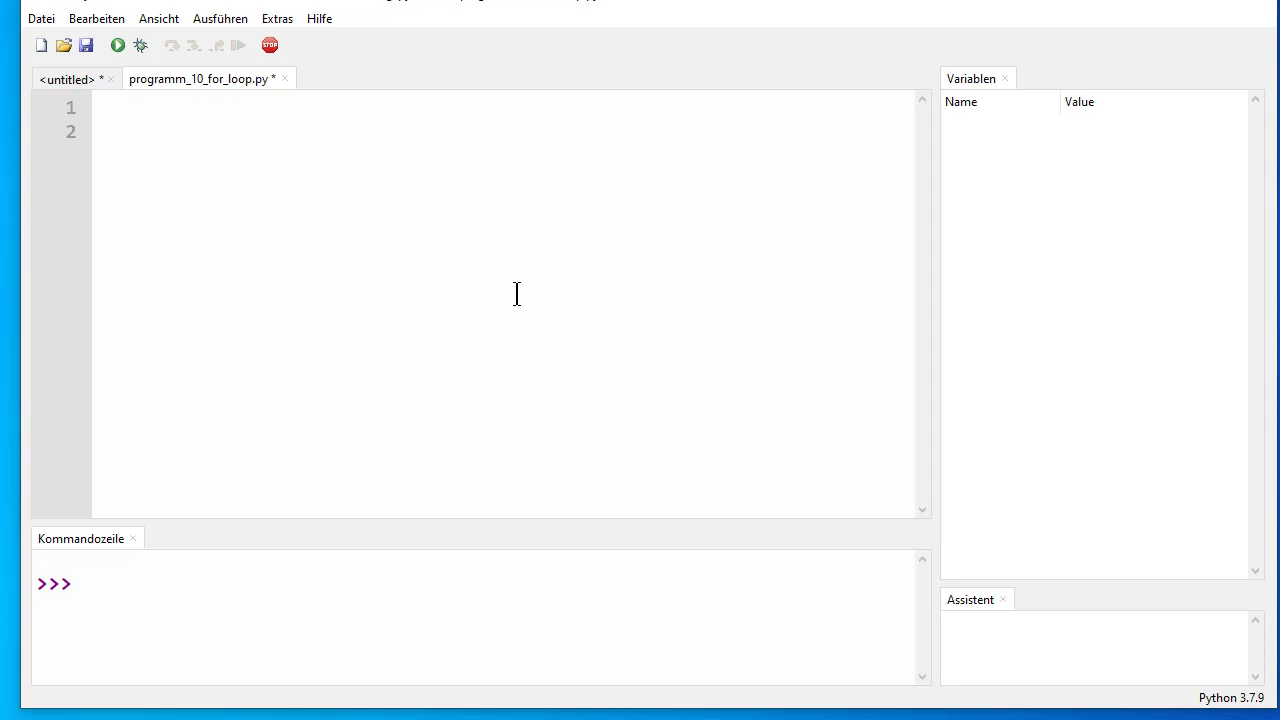 Datei Bearbeiten Ansicht Ausführen Extras Hilfe
STOP
<untitled> * programm_10_for_loop.py *
1
2
Variablen
Name Value
Kommandozeile
>>>
Assistent
Python 3.7.9